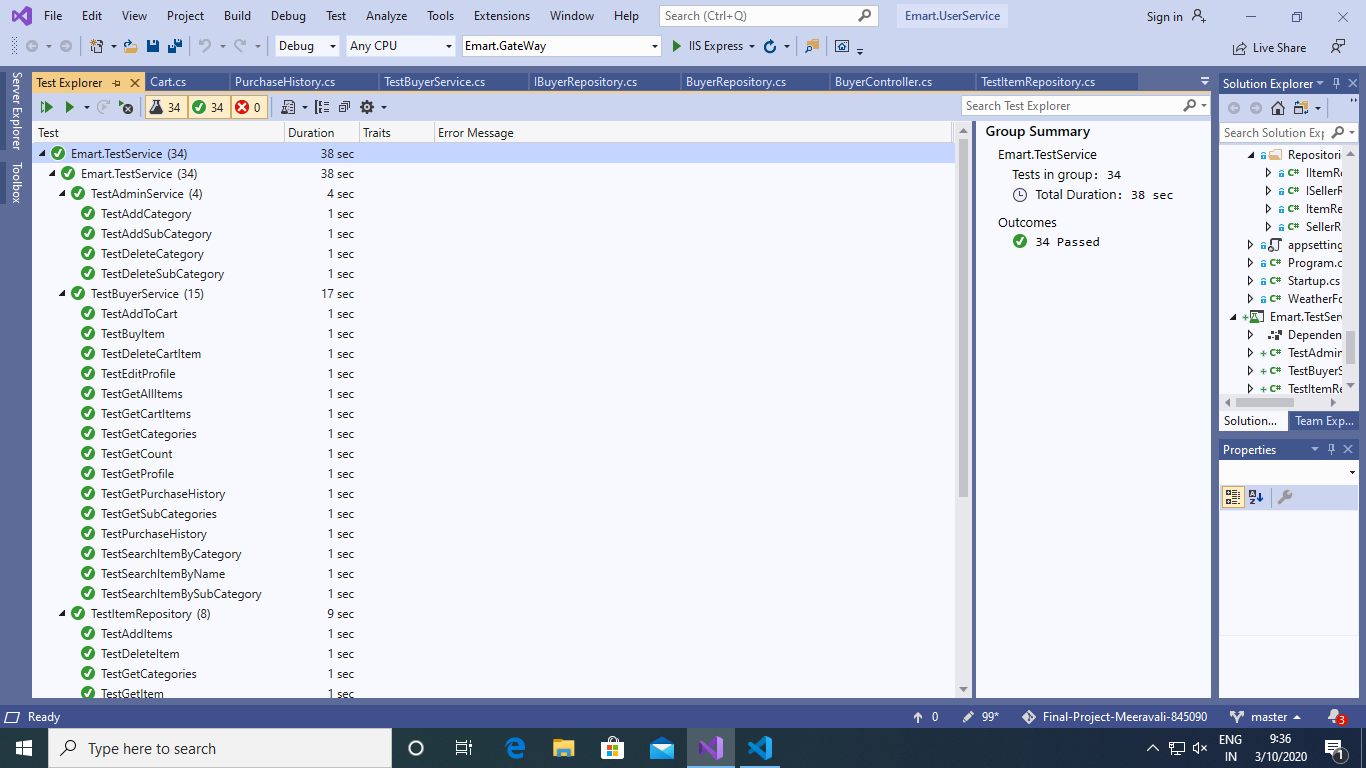 File Edit View Project Build Debug Test Analyze Tools Extensions Window Help Search (Ctrl+Q) Emart.UserService Sign in
Debug Any CPU Emart.GateWay IIS Express Live Share
Server Explorer
Toolbox
Test Explorer Cart.cs PurchaseHistory.cs TestBuyerService.cs IBuyerRepository.cs BuyerRepository.cs BuyerController.cs TestItemRepository.cs
34 34 0 Search Test Explorer
Test Duration Traits Error Message
Emart.TestService (34) 38 sec
Emart.TestService (34) 38 sec
TestAdminService (4) 4 sec
TestAddCategory 1 sec
TestAddSubCategory 1 sec
TestDeleteCategory 1 sec
TestDeleteSubCategory 1 sec
TestBuyerService (15) 17 sec
TestAddToCart 1 sec
TestBuyItem 1 sec
TestDeleteCartItem 1 sec
TestEditProfile 1 sec
TestGetAllItems 1 sec
TestGetCartItems 1 sec
TestGetCategories 1 sec
TestGetCount 1 sec
TestGetProfile 1 sec
TestGetPurchaseHistory 1 sec
TestGetSubCategories 1 sec
TestPurchaseHistory 1 sec
TestSearchItemByCategory 1 sec
TestSearchItemByName 1 sec
TestSearchItemBySubCategory 1 sec
TestItemRepository (8) 9 sec
TestAddItems 1 sec
TestDeleteItem 1 sec
TestGetCategories 1 sec
TestGetItem 1 sec
Group Summary
Emart.TestService
Tests in group: 34
Total Duration: 38 sec
Outcomes
34 Passed
Solution Explorer
Search Solution Exp
Repositori
C# IItemRe
C# ISellerR
C# ItemRe
C# SellerR
appsetting
C# Program.c
C# Startup.cs
C# WeatherFo
Emart.TestServ
Dependen
C# TestAdmin
C# TestBuyerS
C# TestItemRe
Solution... Team Exp...
Properties
Ready 0 99* Final-Project-Meeravali-845090 master 3
Type here to search
ENG
IN
9:36
3/10/2020
1